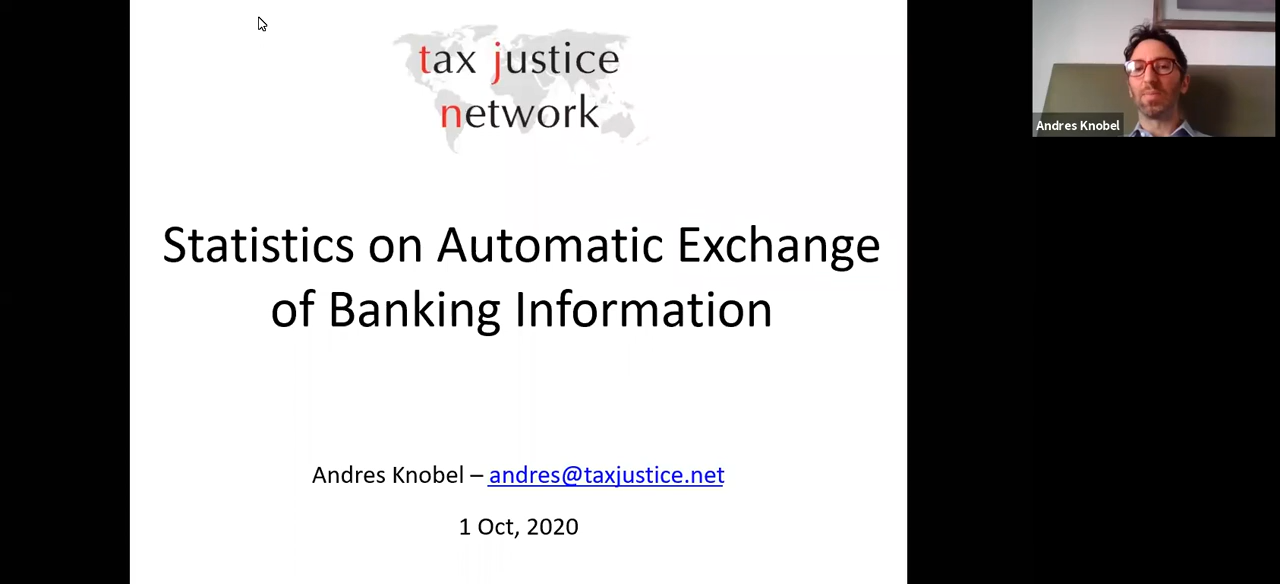 tax justice
network
Statistics on Automatic Exchange
of Banking Information
Andres Knobel – andres@taxjustice.net
1 Oct, 2020
Andres Knobel